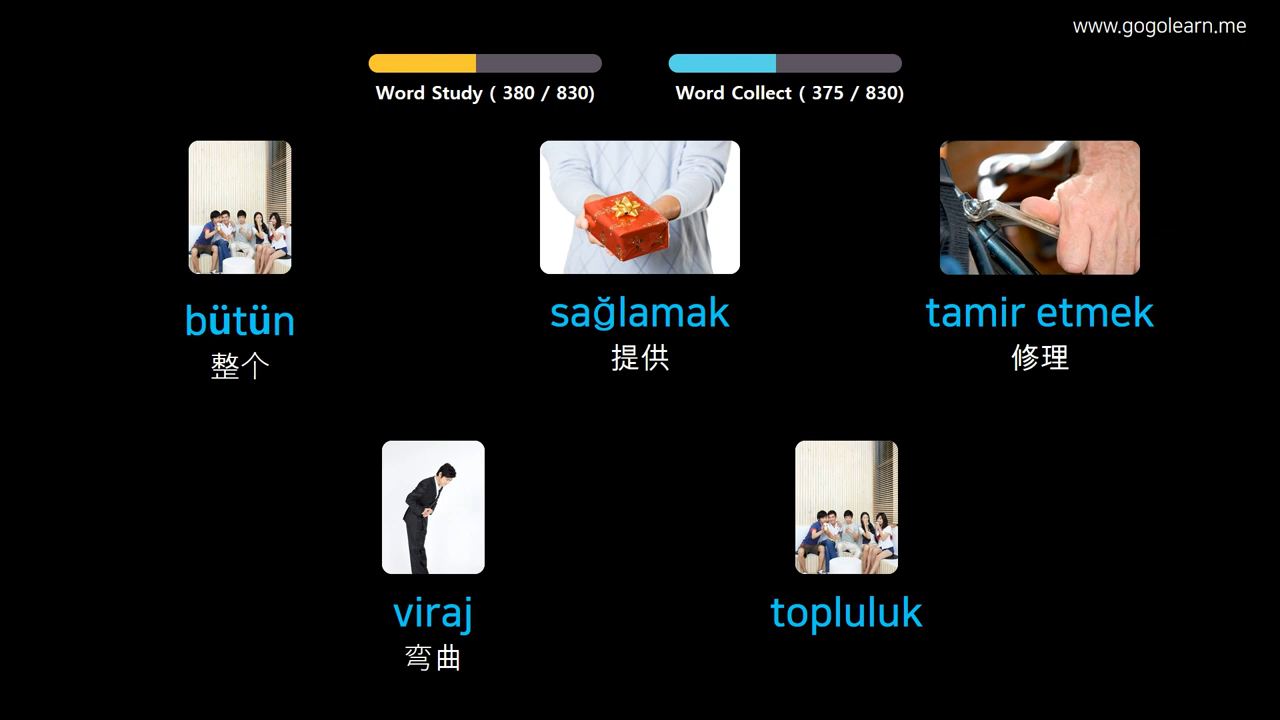 www.gogolearn.me
Word Study ( 380 / 830)
Word Collect ( 375 / 830)
bütün
整个
sağlamak
提供
tamir etmek
修理
viraj
弯曲
topluluk